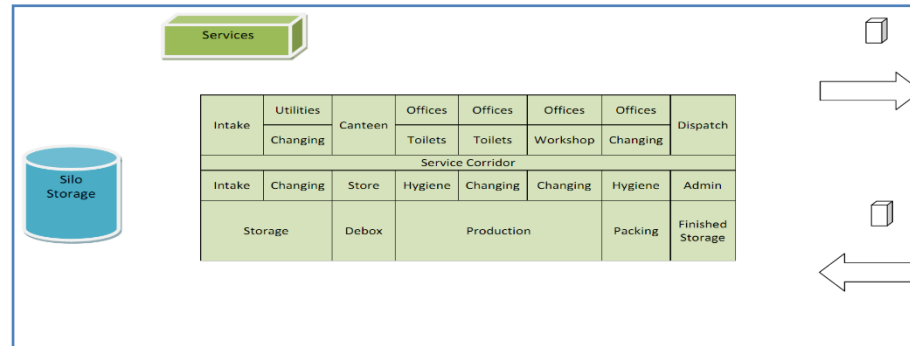 Services
Silo
Storage
Intake
Utilities
Canteen
Offices
Offices
Offices
Offices
Dispatch
Changing
Toilets
Toilets
Workshop
Changing
Service Corridor
Intake
Changing
Store
Hygiene
Changing
Changing
Hygiene
Admin
Storage
Debox
Production
Packing
Finished
Storage